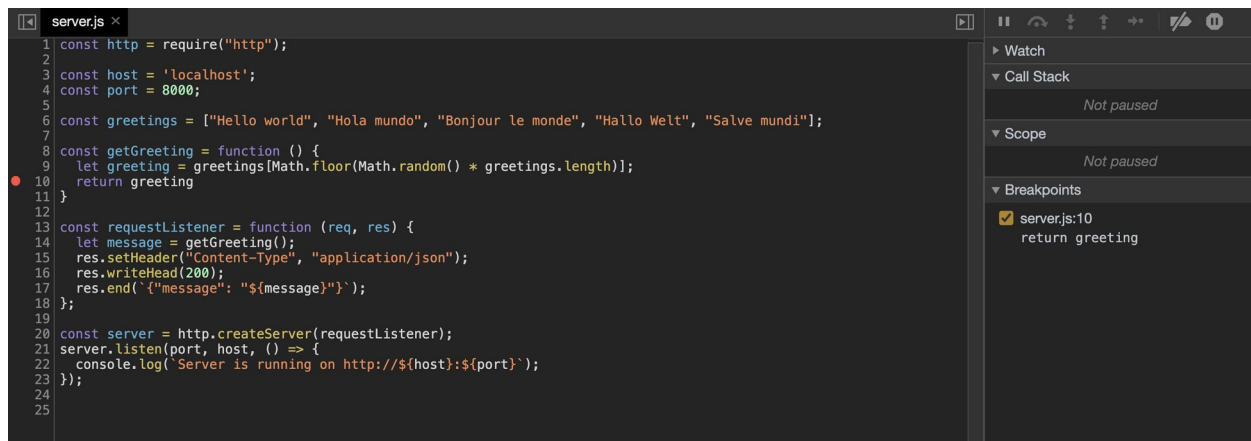 server.js ×
1 const http = require("http");
2
3 const host = 'localhost';
4 const port = 8000;
5
6 const greetings = ["Hello world", "Hola mundo", "Bonjour le monde", "Hallo Welt", "Salve mundi"];
7
8 const getGreeting = function () {
9   let greeting = greetings[Math.floor(Math.random() * greetings.length)];
10   return greeting
11 }
12
13 const requestListener = function (req, res) {
14   let message = getGreeting();
15   res.setHeader("Content-Type", "application/json");
16   res.writeHead(200);
17   res.end(`{"message": "${message}"}`);
18 };
19
20 const server = http.createServer(requestListener);
21 server.listen(port, host, () => {
22   console.log(`Server is running on http://${host}:${port}`);
23 });
24
25
Watch
Call Stack
Not paused
Scope
Not paused
Breakpoints
server.js:10
return greeting